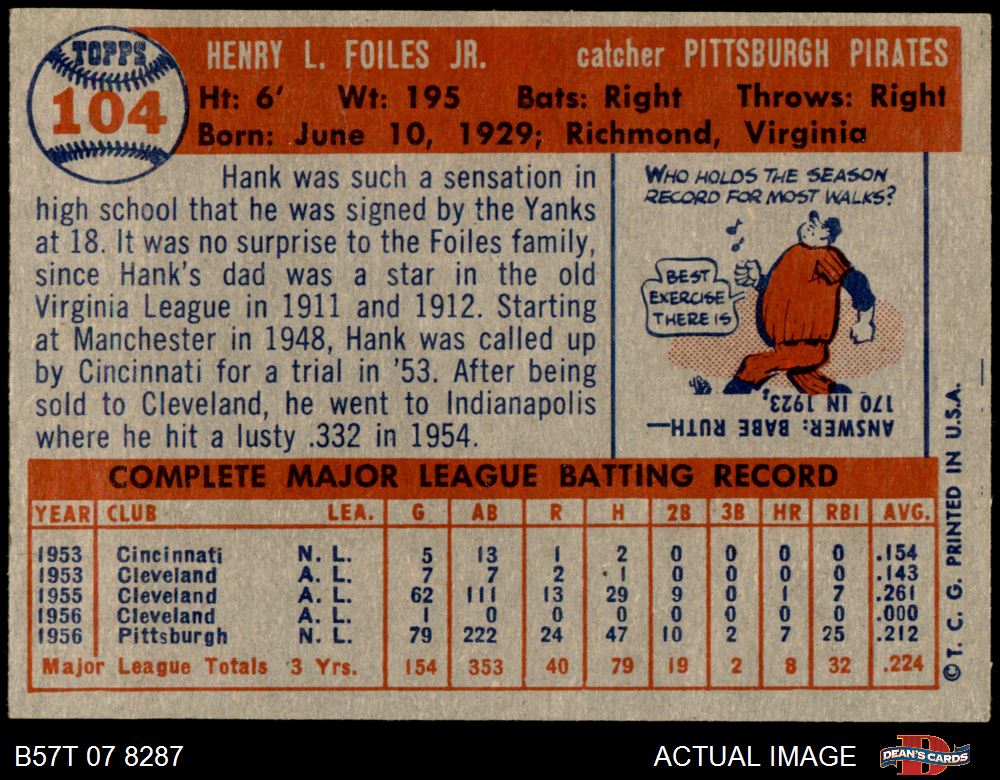 TOPPS
104
HENRY L. FOILES JR. catcher PITTSBURGH PIRATES
Ht: 6' Wt: 195 Bats: Right Throws: Right
Born: June 10, 1929; Richmond, Virginia
Hank was such a sensation in
high school that he was signed by the Yanks
at 18. It was no surprise to the Foiles family,
since Hank's dad was a star in the old
Virginia League in 1911 and 1912. Starting
at Manchester in 1948, Hank was called up
by Cincinnati for a trial in '53. After being
sold to Cleveland, he went to Indianapolis
where he hit a lusty .332 in 1954.
WHO HOLDS THE SEASON
RECORD FOR MOST WALKS?
BEST
EXERCISE
THERE IS
ANSWER: BABE RUTH—
170 IN 1923,
COMPLETE MAJOR LEAGUE BATTING RECORD
YEAR CLUB LEA. G AB R H 2B 3B HR RBI AVG.
1953 Cincinnati N. L. 5 13 1 2 0 0 0 0 .154
1953 Cleveland A. L. 7 7 2 1 0 0 0 0 .143
1955 Cleveland A. L. 62 111 13 29 9 0 1 7 .261
1956 Cleveland A. L. 1 0 0 0 0 0 0 0 .000
1956 Pittsburgh N. L. 79 222 24 47 10 2 7 25 .212
Major League Totals 3 Yrs. 154 353 40 79 19 2 8 32 .224
© T. C. G. PRINTED IN U.S.A.
B57T 07 8287 ACTUAL IMAGE
DEAN'S CARDS